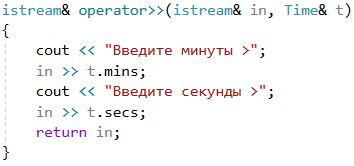 istream& operator>>(istream& in, Time& t)
{
    cout << "Введите минуты >";
    in >> t.mins;
    cout << "Введите секунды >";
    in >> t.secs;
    return in;
}